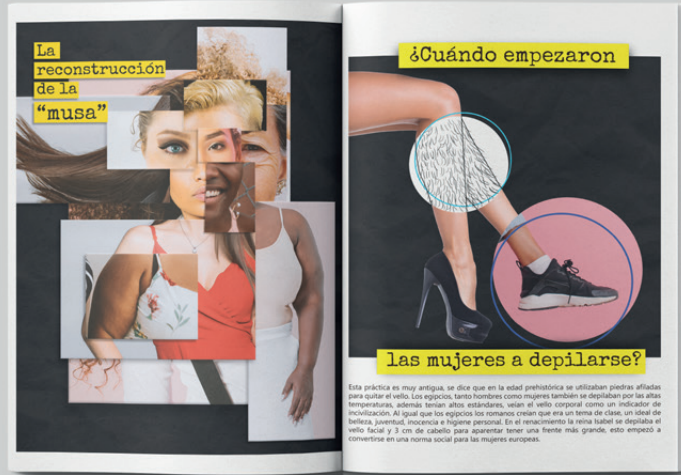 La
reconstrucción
de la
“musa”
¿Cuándo empezaron
las mujeres a depilarse?
Esta práctica es muy antigua, se dice que en la edad prehistórica se utilizaban piedras afiladas
para quitar el vello. Los egipcios, tanto hombres como mujeres también se depilaban por las altas
temperaturas, además tenían altos estándares, veían el vello corporal como un indicador de
incivilización. Al igual que los egipcios los romanos creían que era un tema de clase, un ideal de
belleza, juventud, inocencia e higiene personal. En el renacimiento la reina Isabel se depilaba el
vello facial y 3 cm de cabello para aparentar tener una frente más grande, esto empezó a
convertirse en una norma social para las mujeres europeas.